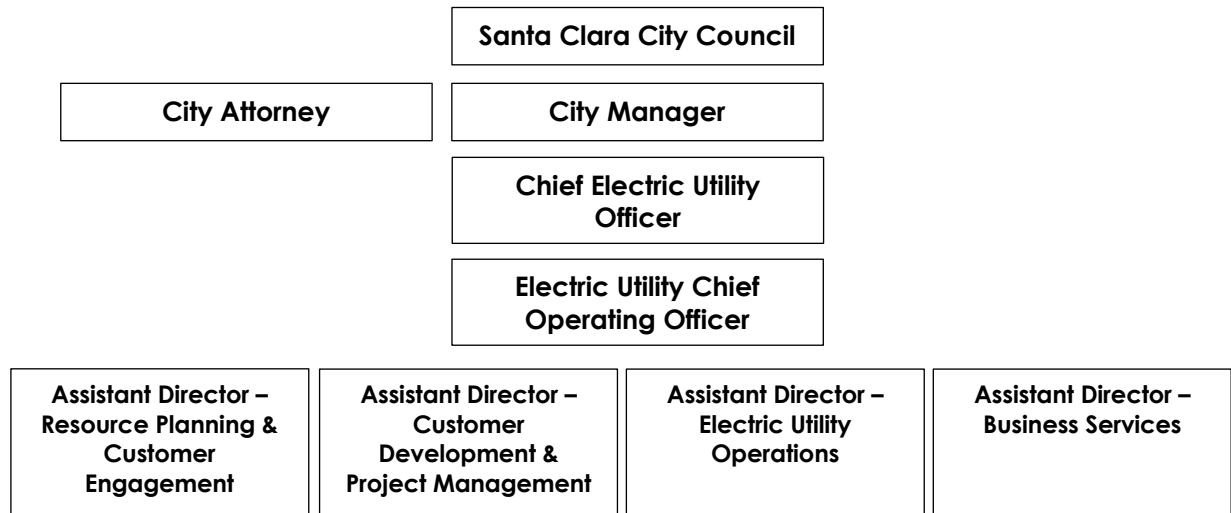 Santa Clara City Council
City Attorney
City Manager
Chief Electric Utility
Officer
Electric Utility Chief
Operating Officer
Assistant Director –
Resource Planning &
Customer
Engagement
Assistant Director –
Customer
Development &
Project Management
Assistant Director –
Electric Utility
Operations
Assistant Director –
Business Services